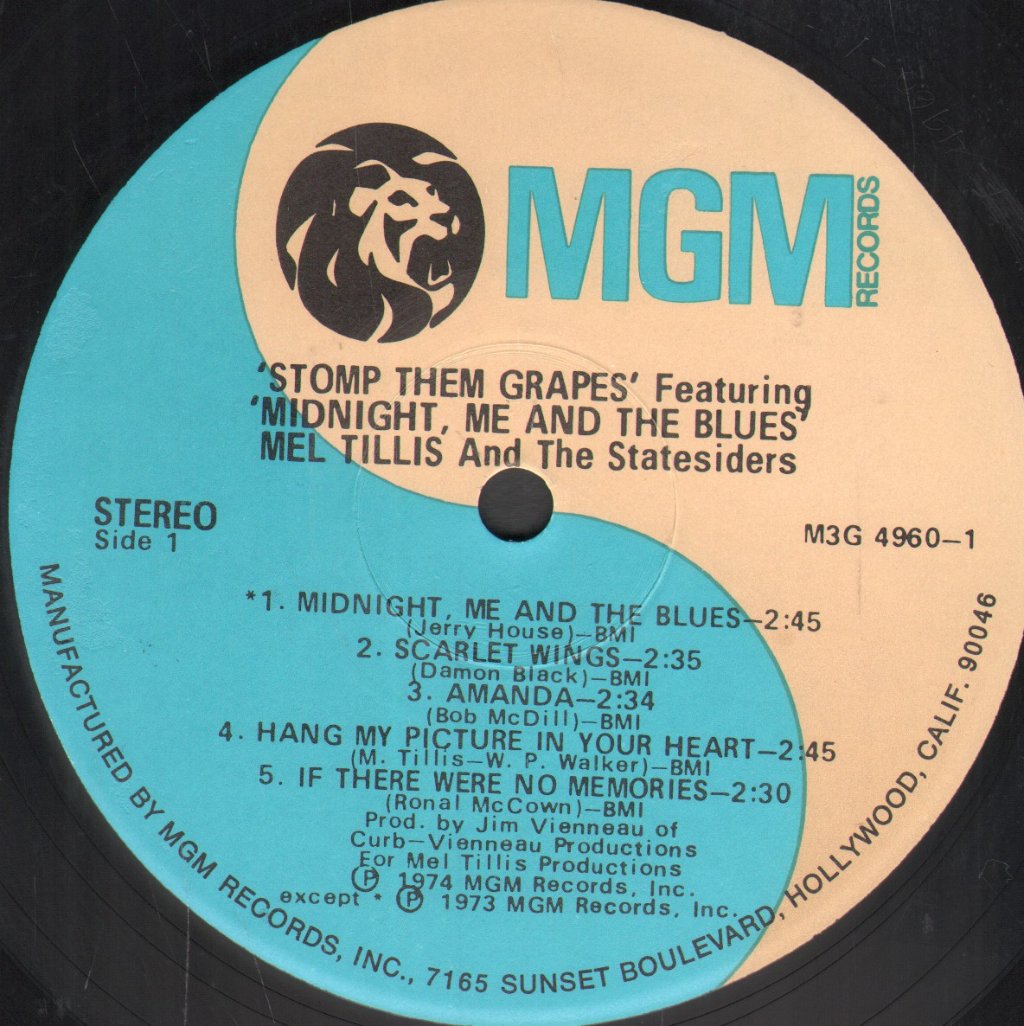 MGM RECORDS
'STOMP THEM GRAPES' Featuring
'MIDNIGHT, ME AND THE BLUES'
MEL TILLIS And The Statesiders
STEREO
Side 1
M3G 4960–1
*1. MIDNIGHT, ME AND THE BLUES–2:45
(Jerry House)–BMI
2. SCARLET WINGS–2:35
(Damon Black)–BMI
3. AMANDA–2:34
(Bob McDill)–BMI
4. HANG MY PICTURE IN YOUR HEART–2:45
(M. Tillis–W. P. Walker)–BMI
5. IF THERE WERE NO MEMORIES–2:30
(Ronal McCown)–BMI
Prod. by Jim Vienneau of
Curb–Vienneau Productions
For Mel Tillis Productions
Ⓟ 1974 MGM Records, Inc.
except * Ⓟ 1973 MGM Records, Inc.
MANUFACTURED BY MGM RECORDS, INC., 7165 SUNSET BOULEVARD, HOLLYWOOD, CALIF. 90046